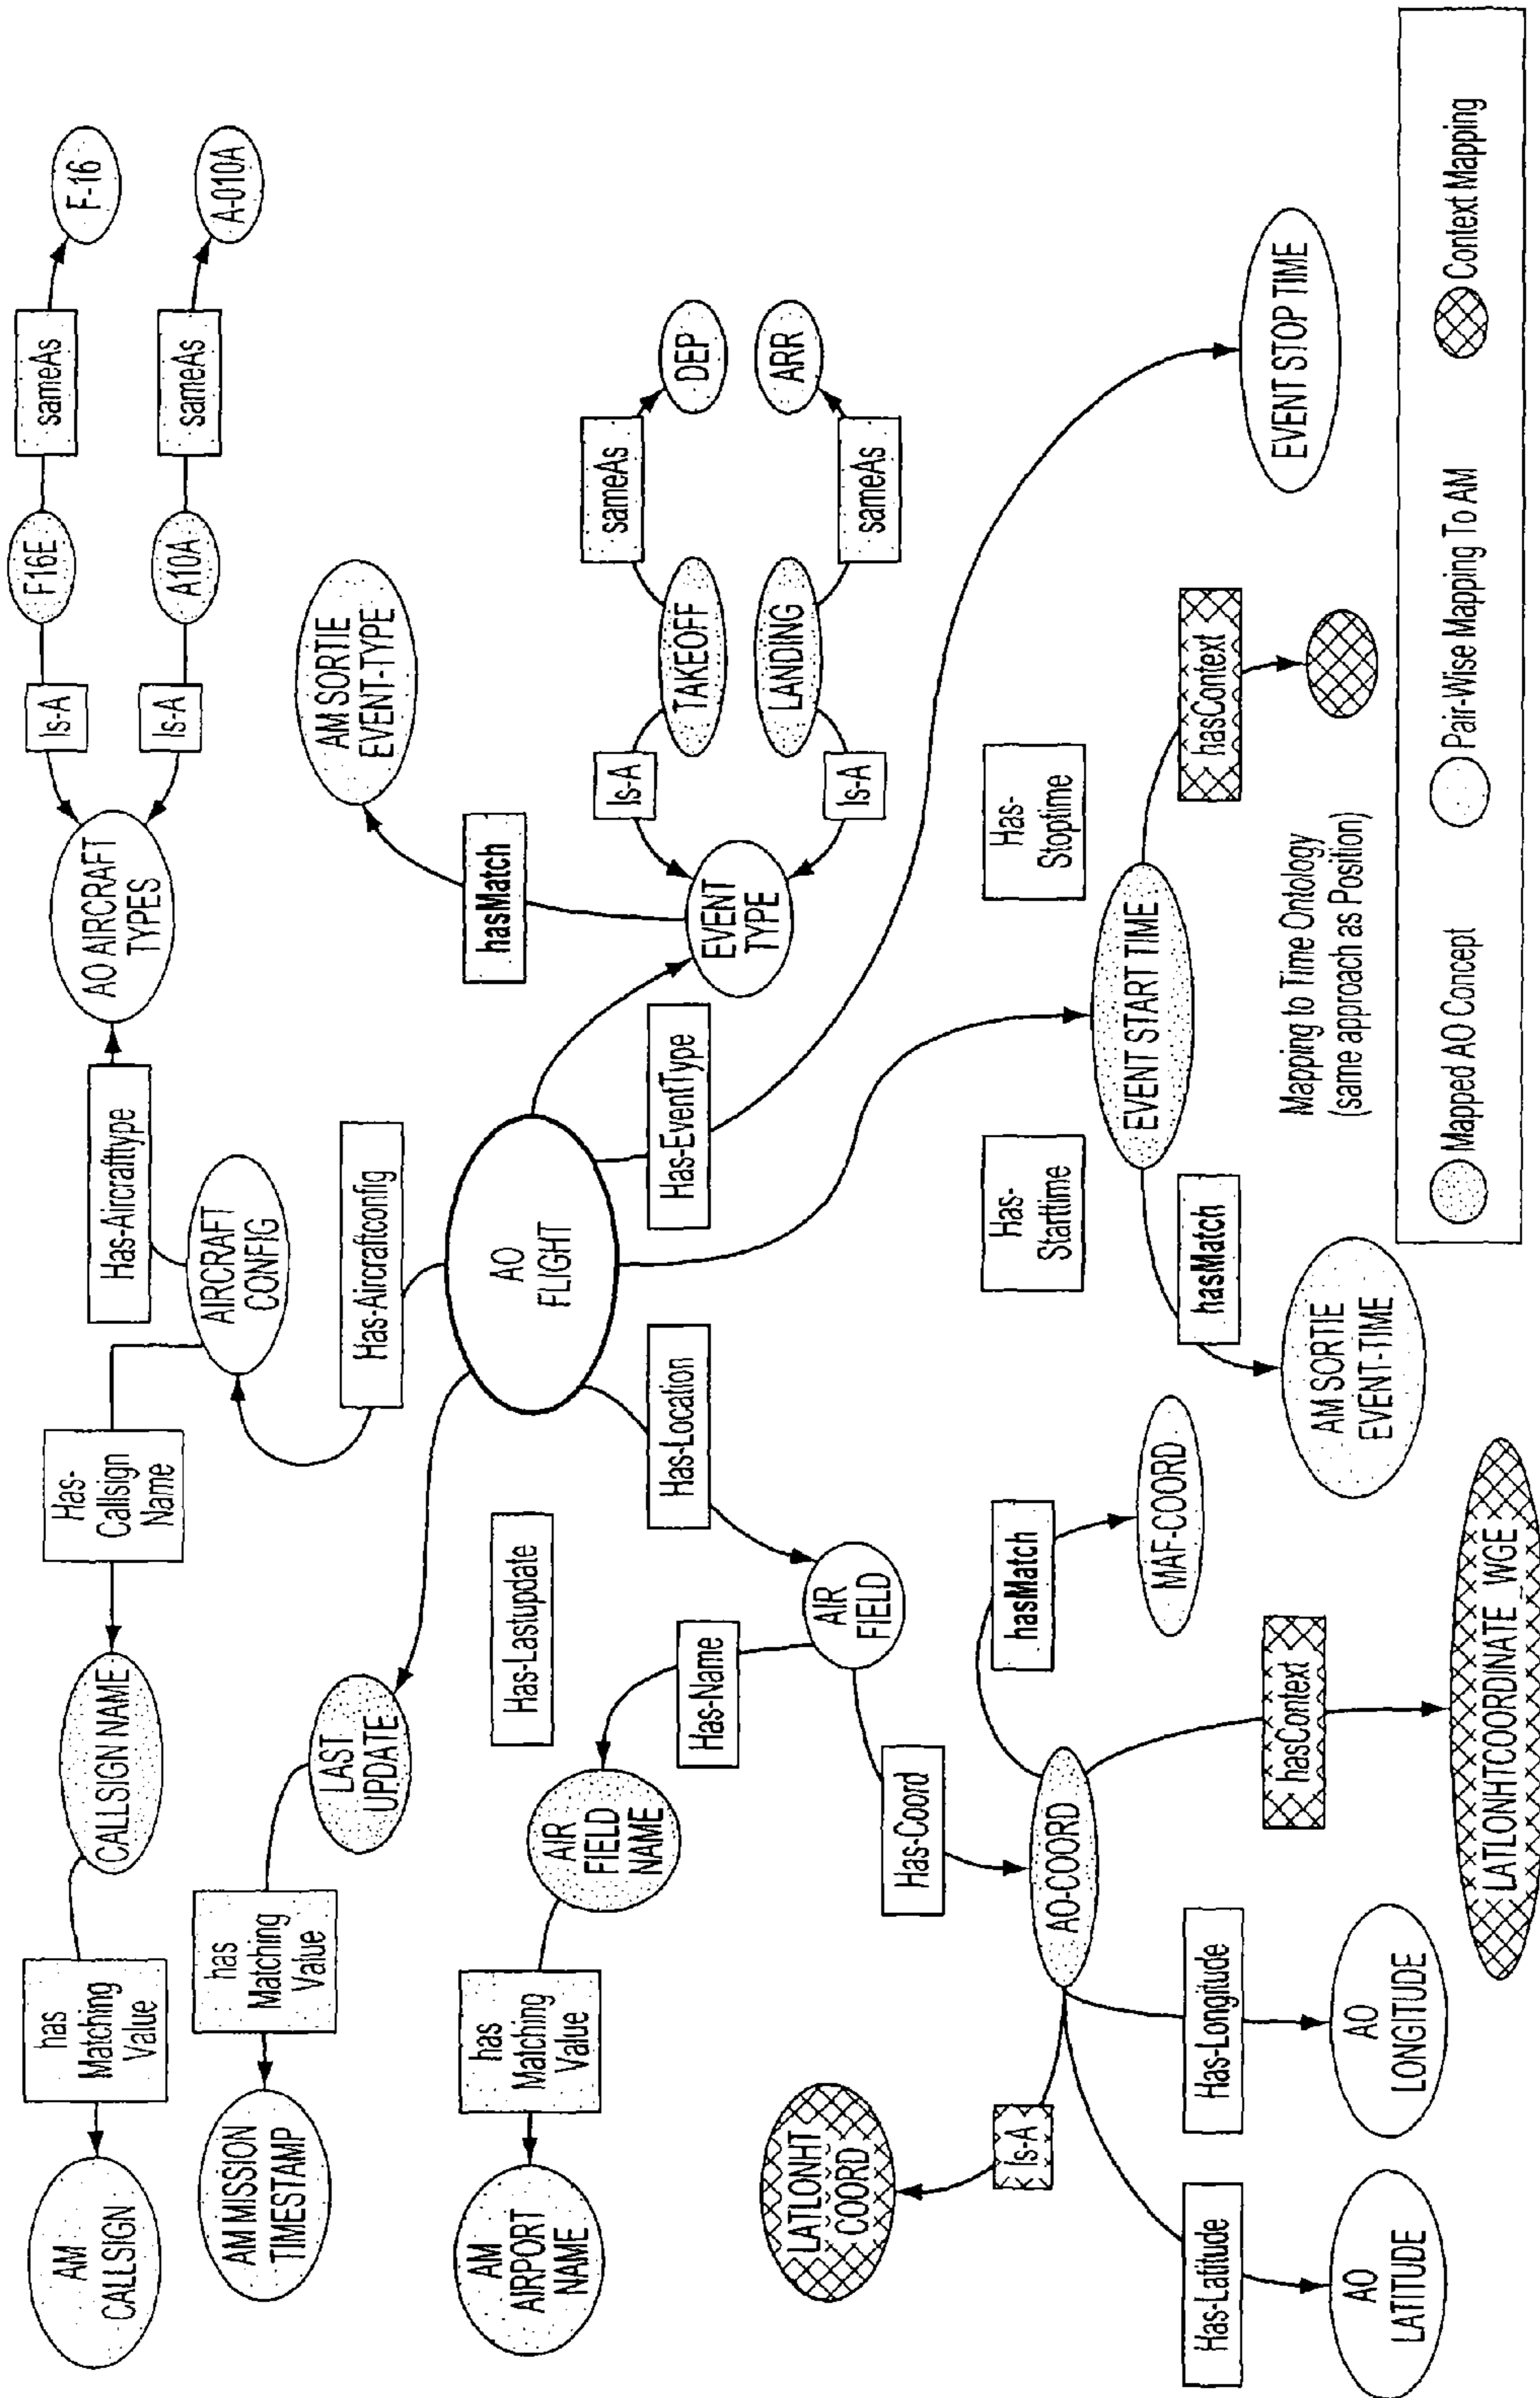 AM
CALLSIGN
has
Matching
Value
CALLSIGN NAME
Has-
Callsign
Name
AIRCRAFT
CONFIG
Has-Aircrafttype
AO AIRCRAFT
TYPES
Is-A
F16E
sameAs
F-16
Is-A
A10A
sameAs
A-010A
AM MISSION
TIMESTAMP
has
Matching
Value
LAST
UPDATE
Has-Aircraftconfig
AM SORTIE
EVENT-TYPE
hasMatch
AM
AIRPORT
NAME
has
Matching
Value
AIR
FIELD
NAME
Has-Lastupdate
Has-Name
AO
FLIGHT
Has-Location
AIR
FIELD
Has-EventType
EVENT
TYPE
Is-A
TAKEOFF
sameAs
DEP
Is-A
LANDING
sameAs
ARR
LATLONHT
COORD
Is-A
Has-Coord
AO-COORD
hasMatch
MAF-COORD
Has-
Starttime
Has-
Stoptime
EVENT START TIME
hasContext
EVENT STOP TIME
Has-Latitude
AO
LATITUDE
Has-Longitude
AO
LONGITUDE
hasContext
LATLONHTCOORDINATE_WGE
hasMatch
AM SORTIE
EVENT-TIME
Mapping to Time Ontology
(same approach as Position)
Mapped AO Concept
Pair-Wise Mapping To AM
Context Mapping